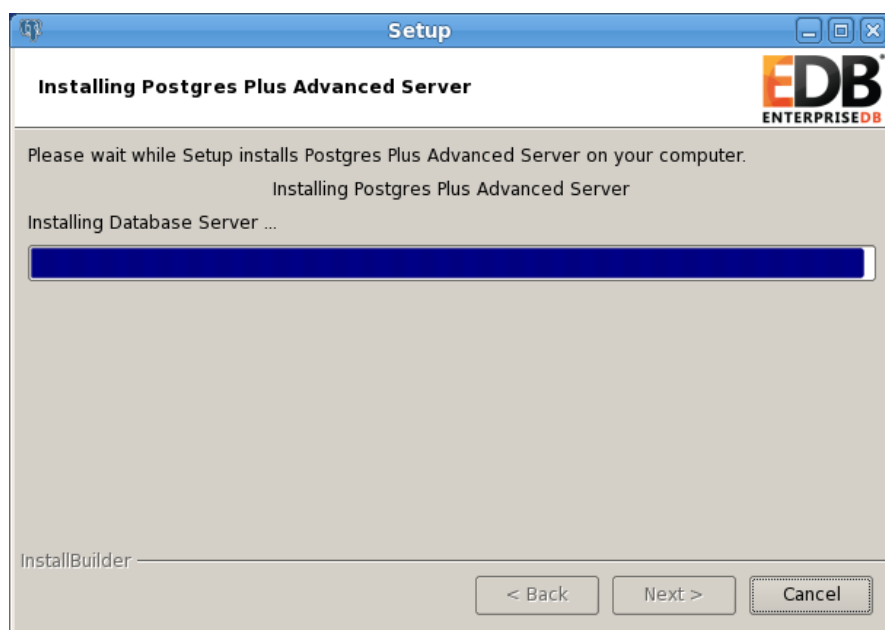 Setup
Installing Postgres Plus Advanced Server
EDB
ENTERPRISEDB
Please wait while Setup installs Postgres Plus Advanced Server on your computer.
Installing Postgres Plus Advanced Server
Installing Database Server ...
InstallBuilder
< Back
Next >
Cancel